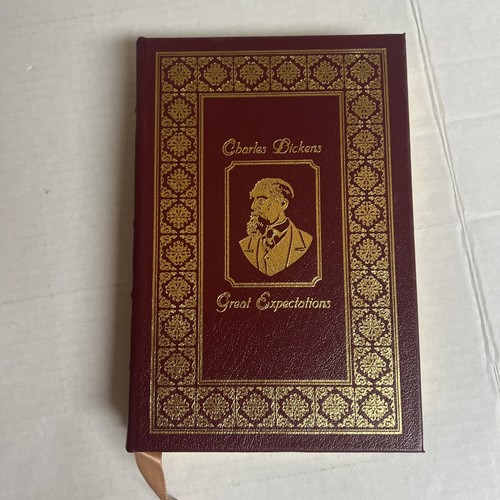 Charles Dickens
Great Expectations